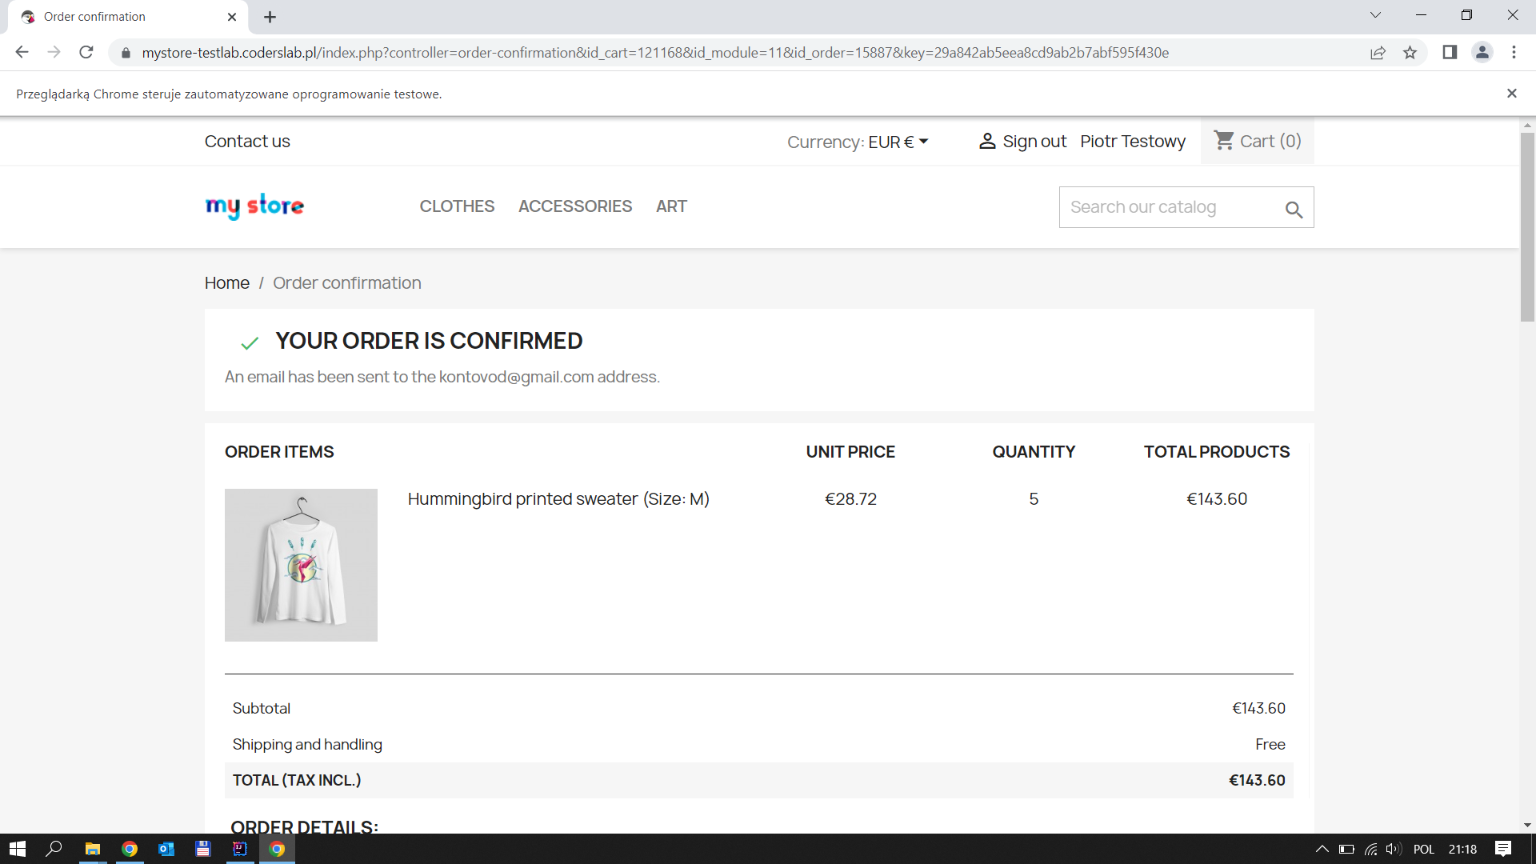 Order confirmation
mystore-testlab.coderslab.pl/index.php?controller=order-confirmation&id_cart=121168&id_module=11&id_order=15887&key=29a842ab5eea8cd9ab2b7abf595f430e
Przeglądarką Chrome steruje zautomatyzowane oprogramowanie testowe.
Contact us Currency: EUR € Sign out Piotr Testowy Cart (0)
my store CLOTHES ACCESSORIES ART Search our catalog
Home / Order confirmation
YOUR ORDER IS CONFIRMED
An email has been sent to the kontovod@gmail.com address.
ORDER ITEMS UNIT PRICE QUANTITY TOTAL PRODUCTS
Hummingbird printed sweater (Size: M) €28.72 5 €143.60
Subtotal €143.60
Shipping and handling Free
TOTAL (TAX INCL.) €143.60
ORDER DETAILS:
POL 21:18